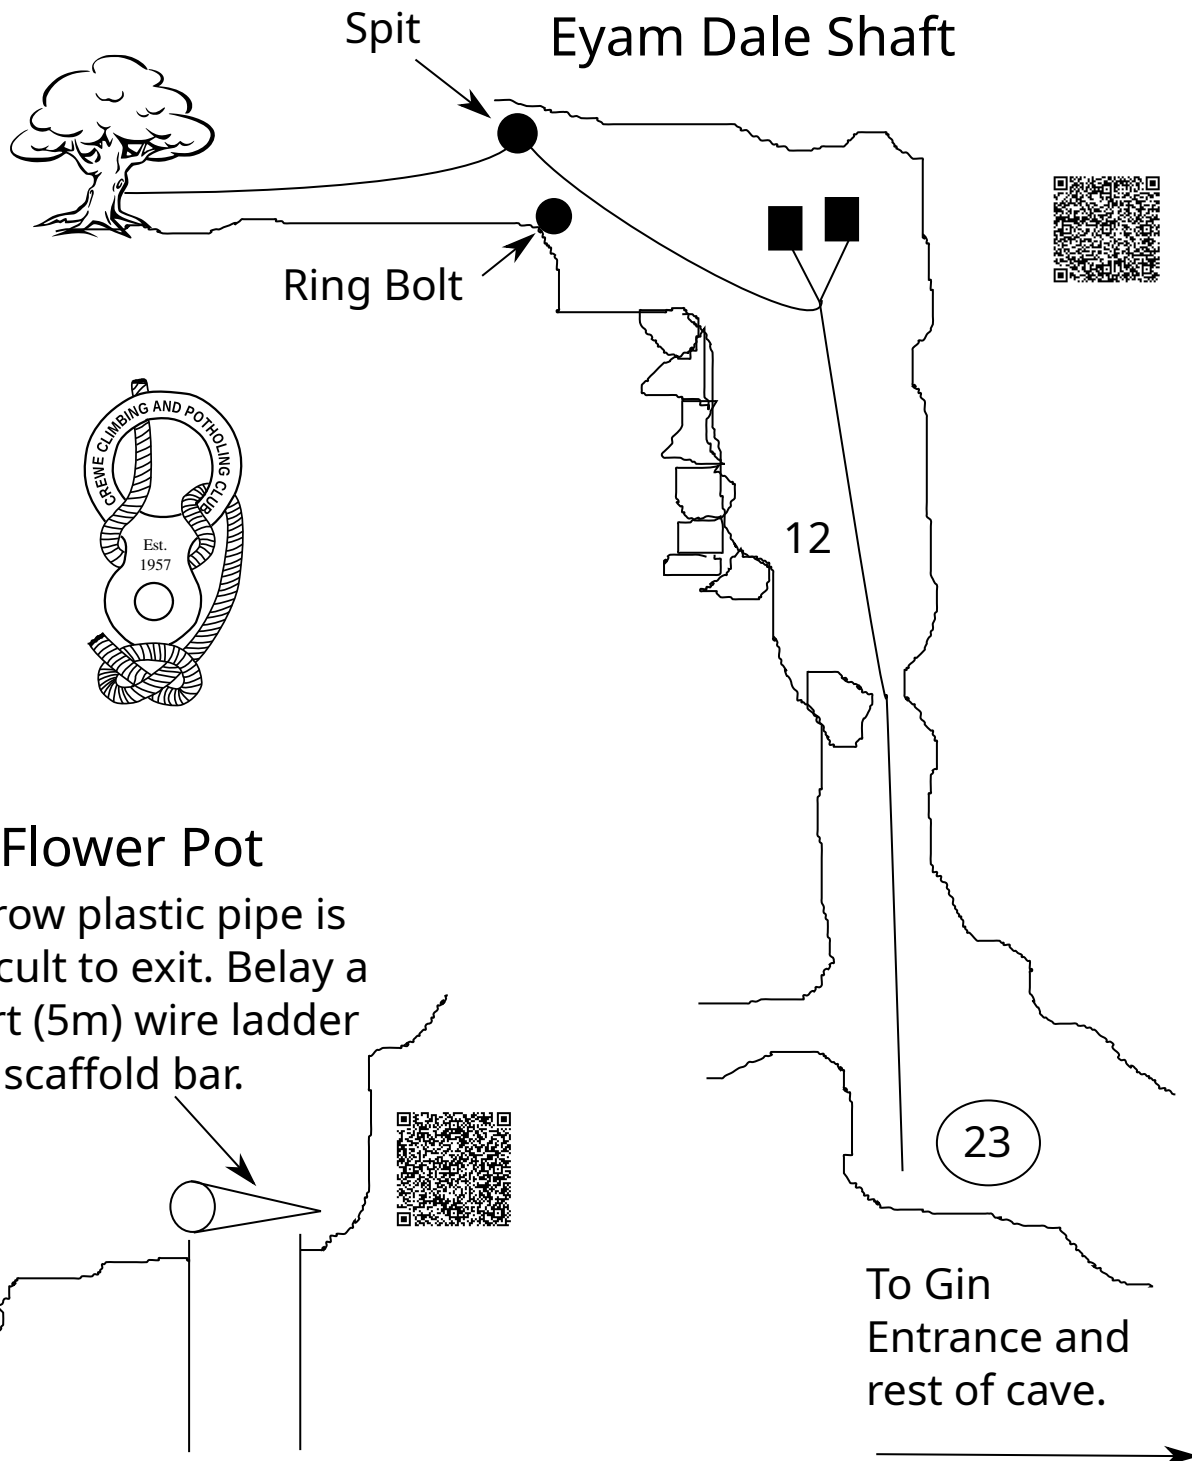 Spit
Eyam Dale Shaft
Ring Bolt
CREWE CLIMBING AND POTHOLING CLUB
Est.
1957
12
Flower Pot
row plastic pipe is
cult to exit. Belay a
rt (5m) wire ladder
scaffold bar.
23
To Gin
Entrance and
rest of cave.